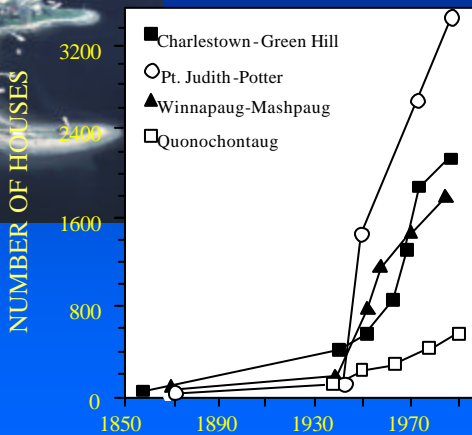 NUMBER OF HOUSES
3200
2400
1600
800
0
Charlestown-Green Hill
Pt. Judith-Potter
Winnapaug-Mashpaug
Quonochontaug
1850
1890
1930
1970